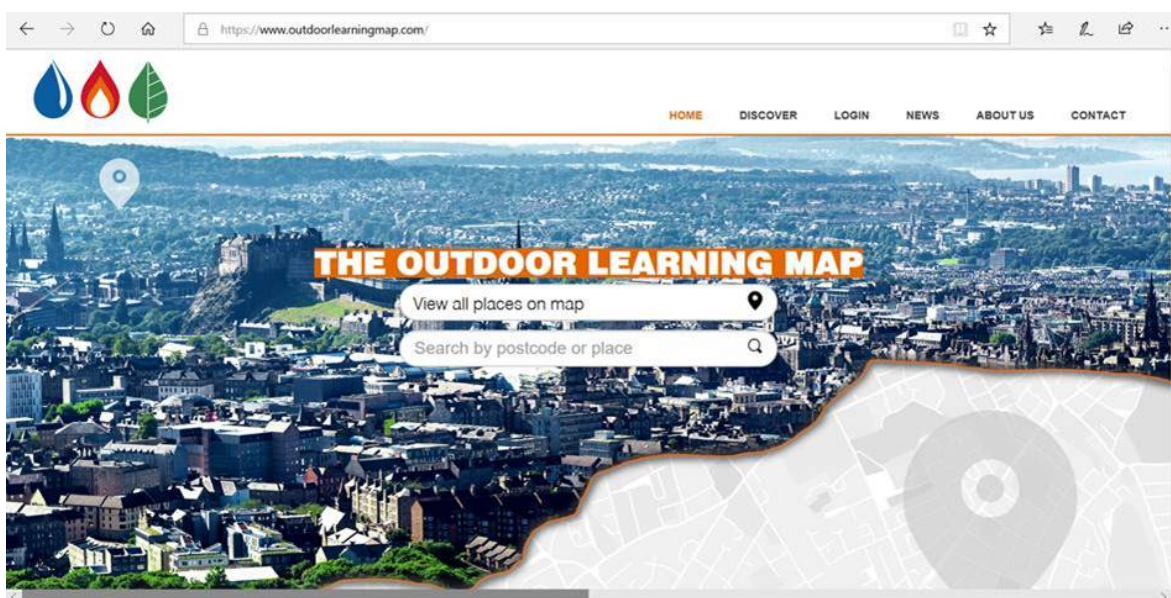 https://www.outdoorlearningmap.com/
HOME DISCOVER LOGIN NEWS ABOUT US CONTACT
THE OUTDOOR LEARNING MAP
View all places on map
Search by postcode or place